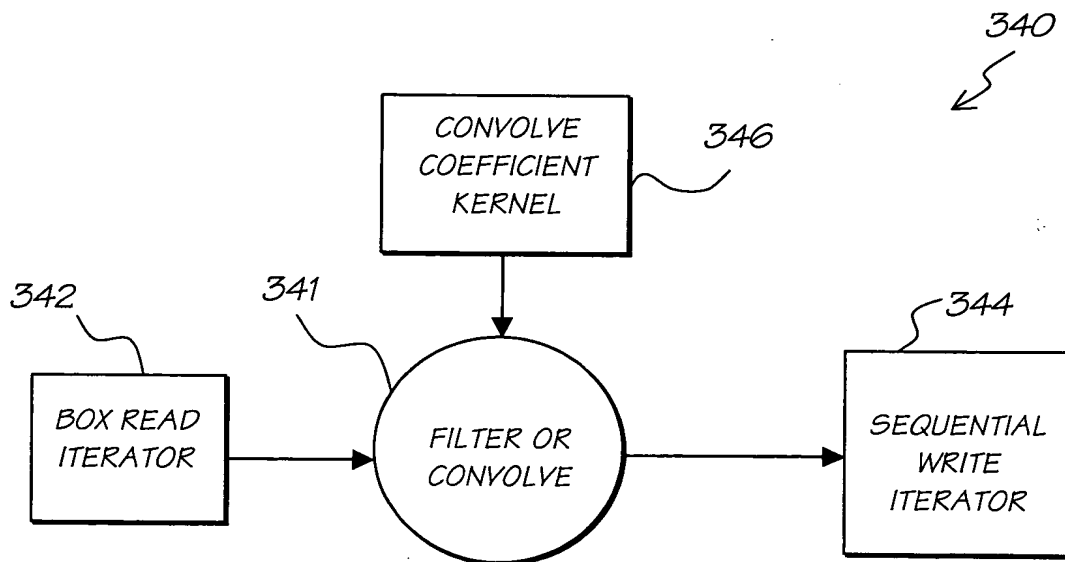 340
CONVOLVE
COEFFICIENT
KERNEL
346
342
341
344
BOX READ
ITERATOR
FILTER OR
CONVOLVE
SEQUENTIAL
WRITE
ITERATOR